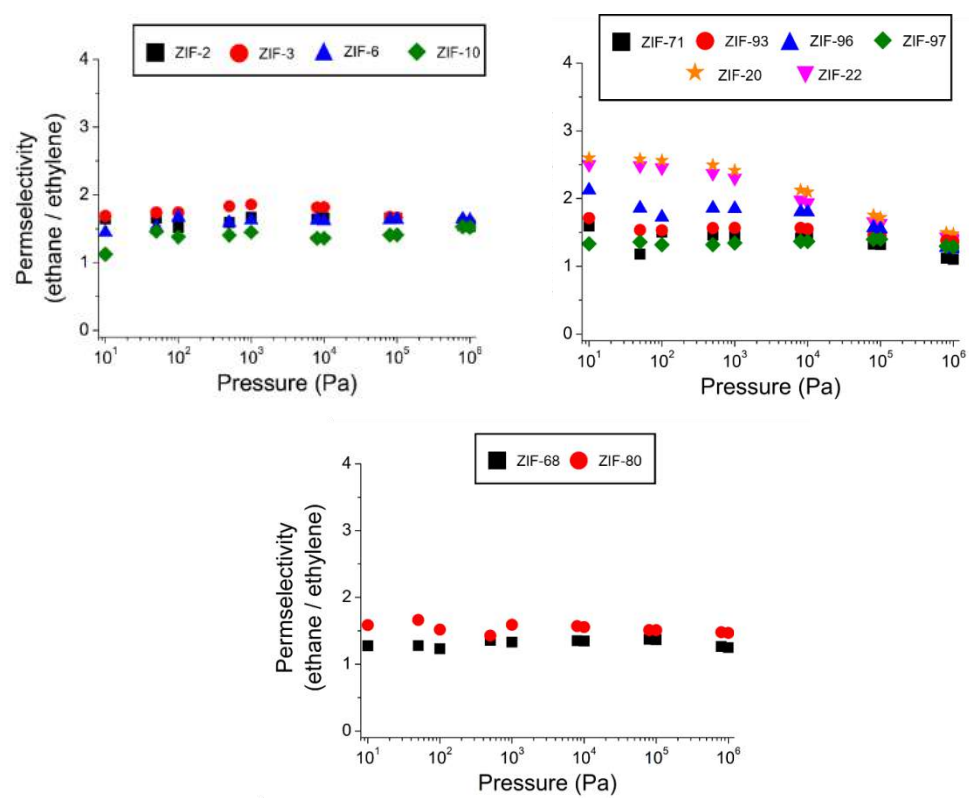 ZIF-2 ZIF-3 ZIF-6 ZIF-10
4
3
2
1
0
Permselectivity
(ethane / ethylene)
10¹ 10² 10³ 10⁴ 10⁵ 10⁶
Pressure (Pa)
ZIF-71 ZIF-93 ZIF-96 ZIF-97
ZIF-20 ZIF-22
4
3
2
1
0
10¹ 10² 10³ 10⁴ 10⁵ 10⁶
Pressure (Pa)
ZIF-68 ZIF-80
4
3
2
1
0
Permselectivity
(ethane / ethylene)
10¹ 10² 10³ 10⁴ 10⁵ 10⁶
Pressure (Pa)